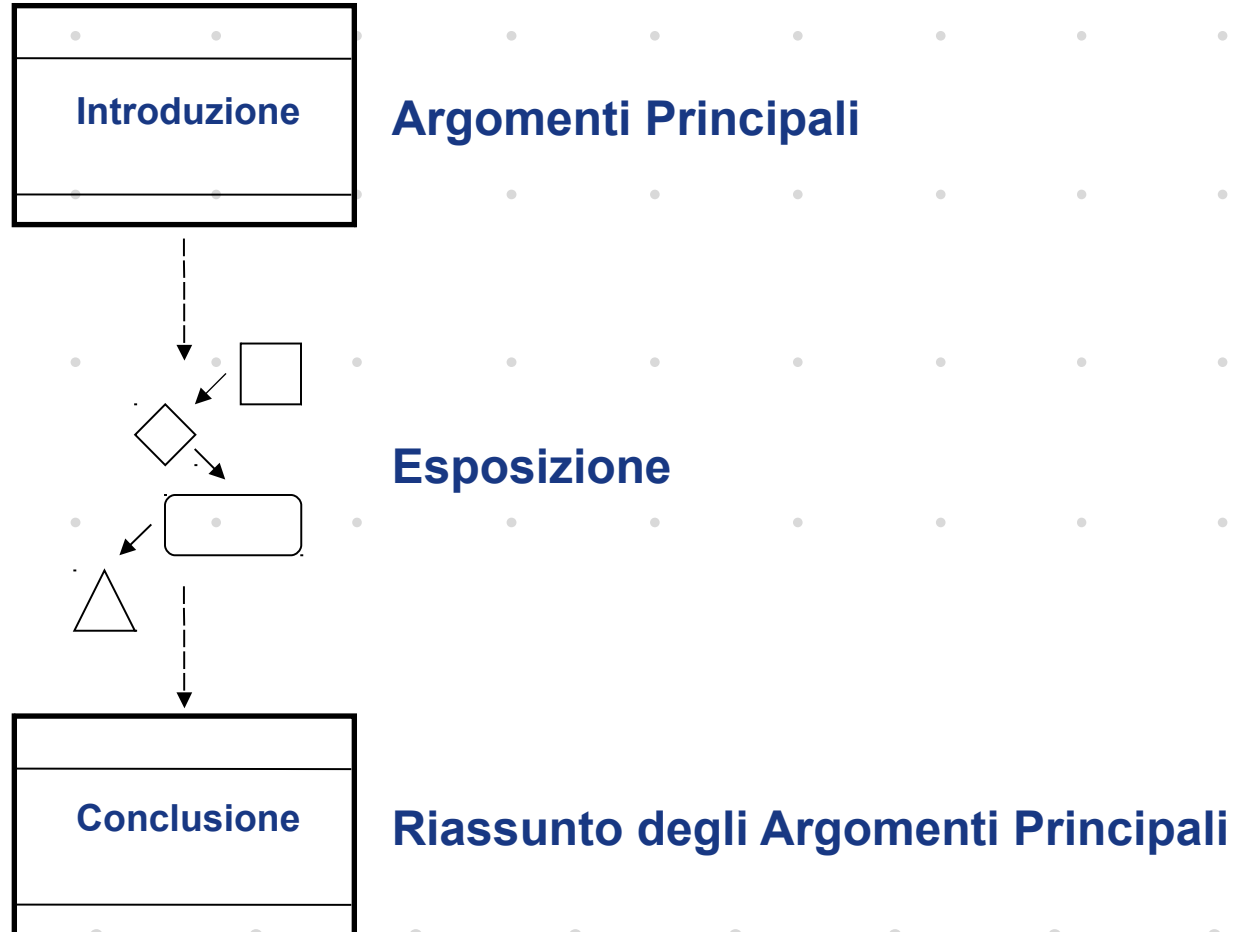 Introduzione
Argomenti Principali
Esposizione
Conclusione
Riassunto degli Argomenti Principali